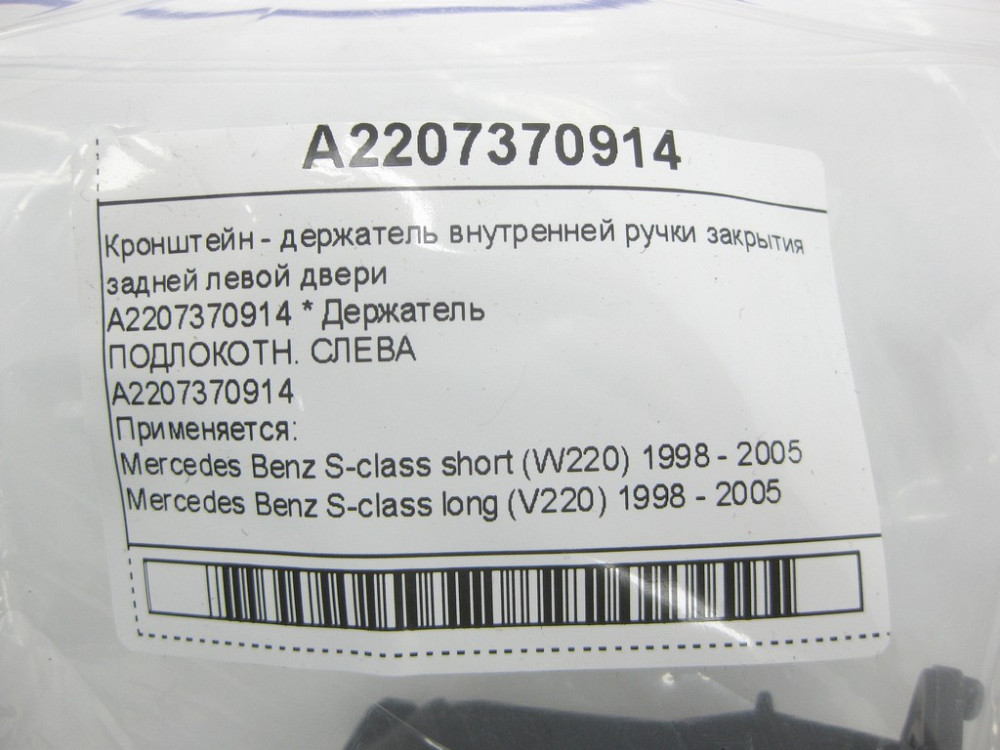 A2207370914
Кронштейн - держатель внутренней ручки закрытия
задней левой двери
A2207370914 * Держатель
ПОДЛОКОТН. СЛЕВА
A2207370914
Применяется:
Mercedes Benz S-class short (W220) 1998 - 2005
Mercedes Benz S-class long (V220) 1998 - 2005